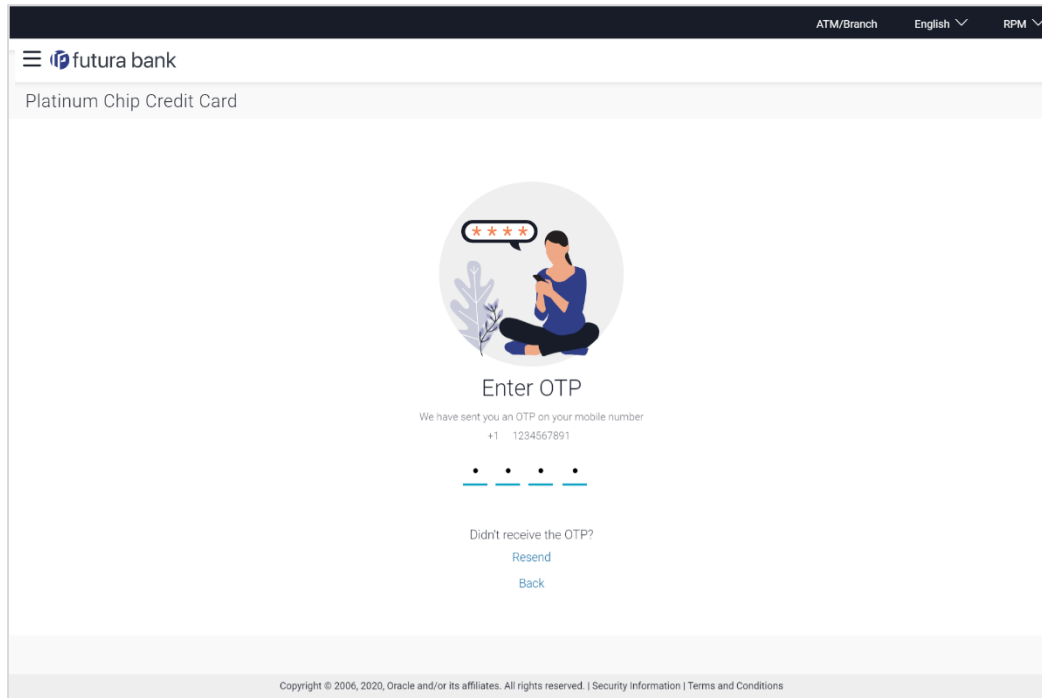 ATM/Branch English RPM
futura bank
Platinum Chip Credit Card
* * * *
Enter OTP
We have sent you an OTP on your mobile number
+1 1234567891
Didn't receive the OTP?
Resend
Back
Copyright © 2006, 2020, Oracle and/or its affiliates. All rights reserved. | Security Information | Terms and Conditions